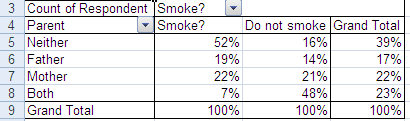 3 Count of Respondent Smoke?
4 Parent Smoke? Do not smoke Grand Total
5 Neither 52% 16% 39%
6 Father 19% 14% 17%
7 Mother 22% 21% 22%
8 Both 7% 48% 23%
9 Grand Total 100% 100% 100%